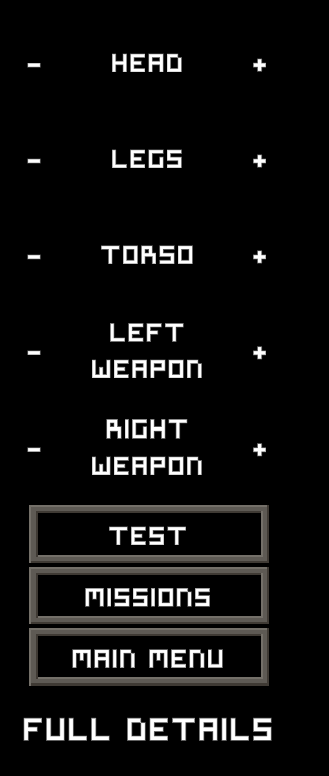 - HEAD +
- LEGS +
- TORSO +
LEFT
- WEAPON +
RIGHT
- WEAPON +
TEST
MISSIONS
MAIN MENU
FULL DETAILS